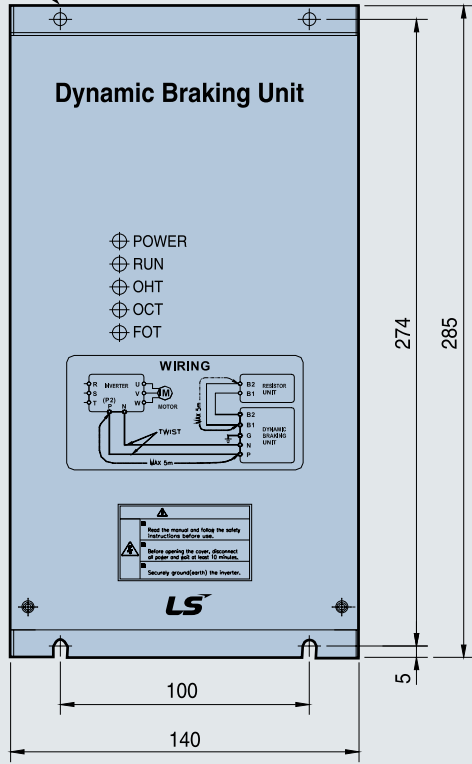 Dynamic Braking Unit
POWER
RUN
OHT
OCT
FOT
WIRING
R INVERTER U
S V
T (P2) W
P N
IM
MOTOR
TWIST
MAX 5m
MAX 5m
B2 RESISTOR
B1 UNIT
B2
B1 DYNAMIC
G BRAKING
N UNIT
P
Read the manual and follow the safety
instructions before use.
Before opening the cover, disconnect
all power and wait at least 10 minutes.
Securely ground(earth) the inverter.
LS
274
285
5
100
140